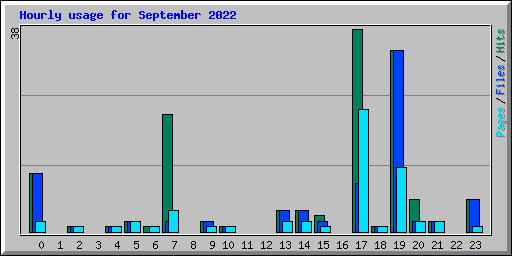 Hourly usage for September 2022
38
Pages/Files/Hits
0 1 2 3 4 5 6 7 8 9 10 11 12 13 14 15 16 17 18 19 20 21 22 23